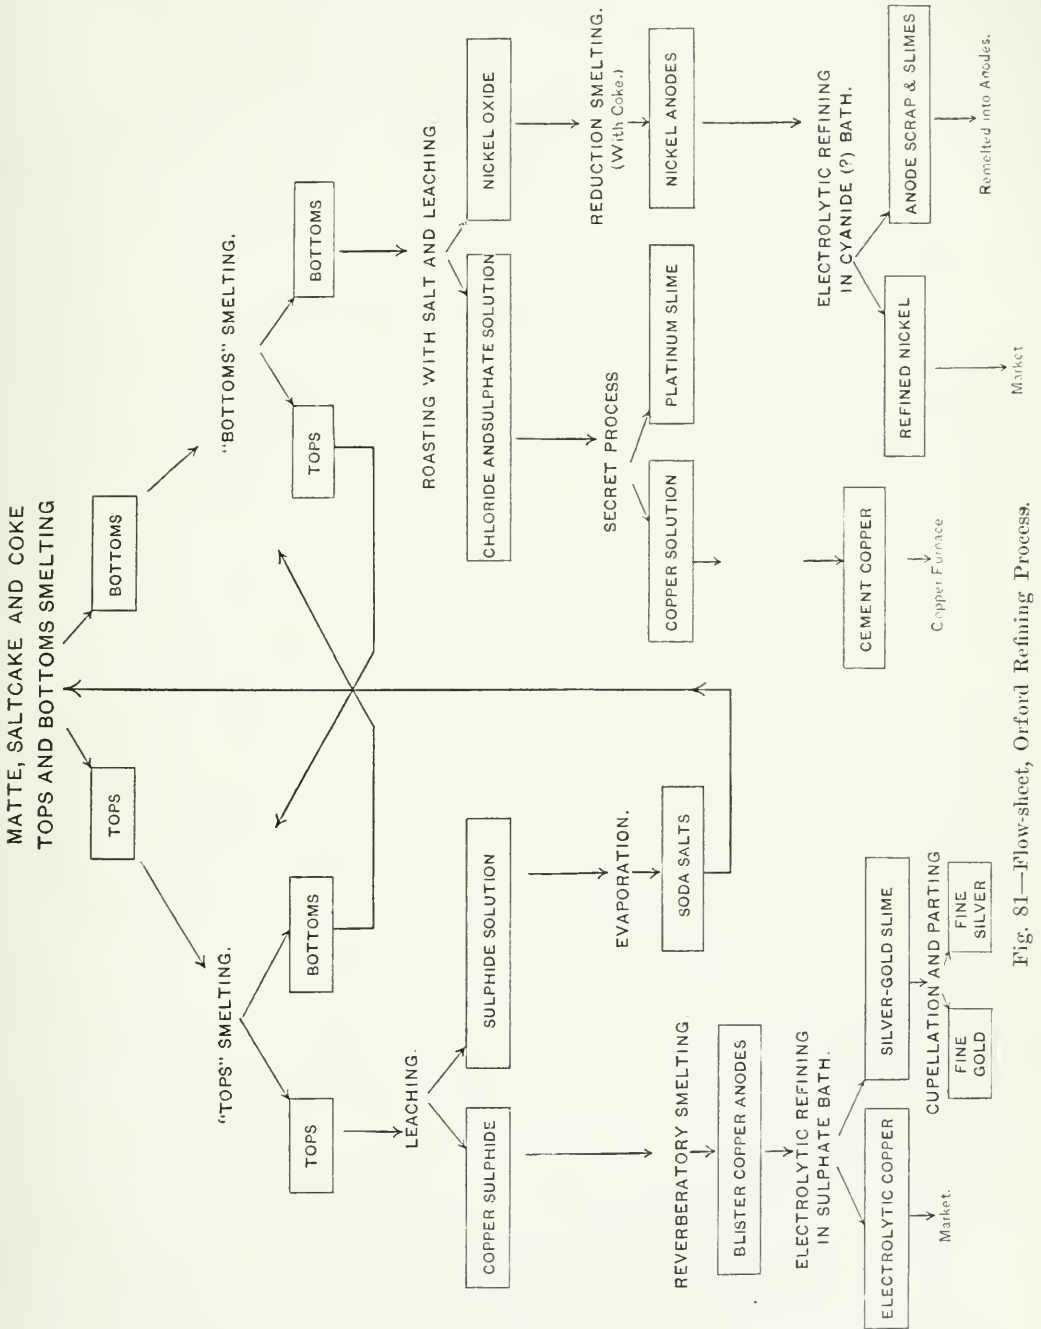 MATTE, SALTCAKE AND COKE
TOPS AND BOTTOMS SMELTING
TOPS
BOTTOMS
"TOPS" SMELTING.
"BOTTOMS" SMELTING.
TOPS
BOTTOMS
TOPS
BOTTOMS
LEACHING.
ROASTING WITH SALT AND LEACHING
COPPER SULPHIDE
SULPHIDE SOLUTION
CHLORIDE ANDSULPHATE SOLUTION
NICKEL OXIDE
REVERBERATORY SMELTING.
EVAPORATION.
SECRET PROCESS
REDUCTION SMELTING.
(With Coke.)
BLISTER COPPER ANODES
SODA SALTS
COPPER SOLUTION
PLATINUM SLIME
NICKEL ANODES
ELECTROLYTIC REFINING
IN SULPHATE BATH.
ELECTROLYTIC REFINING
IN CYANIDE (?) BATH.
ELECTROLYTIC COPPER
SILVER-GOLD SLIME
CEMENT COPPER
REFINED NICKEL
ANODE SCRAP & SLIMES
Market.
CUPELLATION AND PARTING
Copper Furnace
Market
Remelted into Anodes.
FINE
GOLD
FINE
SILVER
Fig. 81—Flow-sheet, Orford Refining Process.